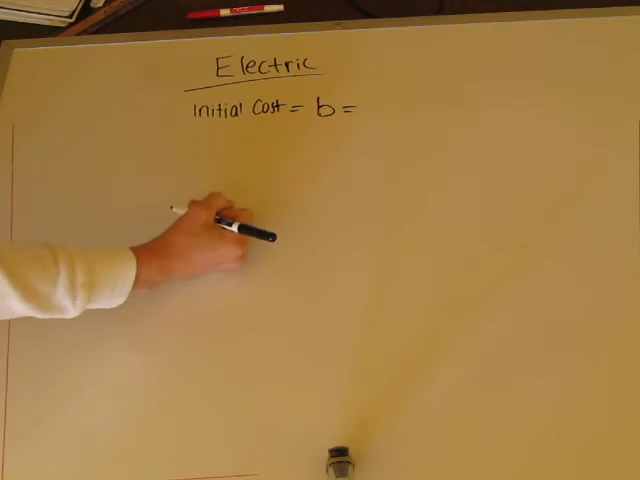 Electric
Initial Cost = b =